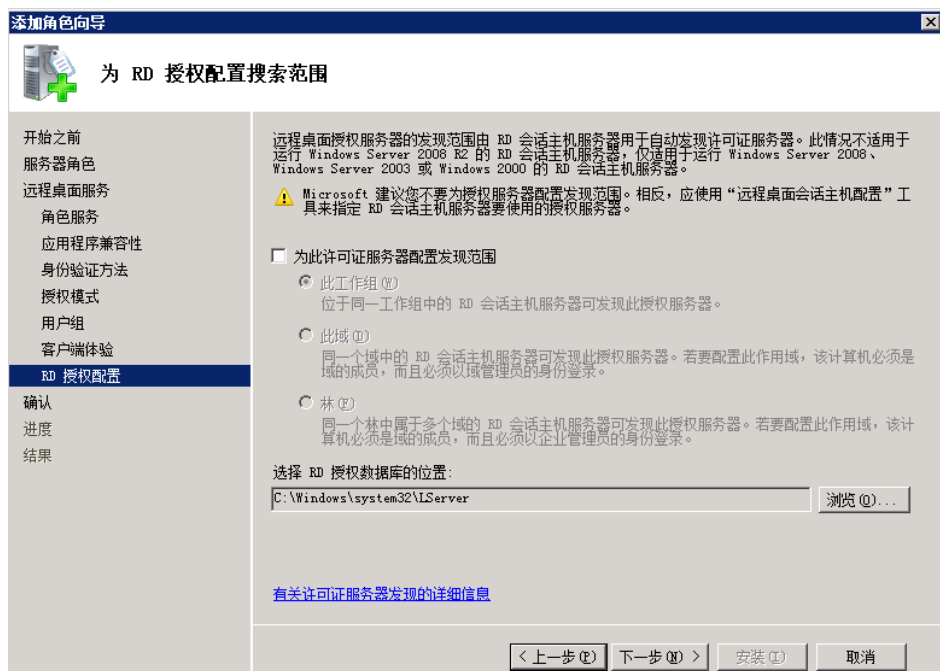 添加角色向导
为 RD 授权配置搜索范围
开始之前
服务器角色
远程桌面服务
角色服务
应用程序兼容性
身份验证方法
授权模式
用户组
客户端体验
RD 授权配置
确认
进度
结果
远程桌面授权服务器的发现范围由 RD 会话主机服务器用于自动发现许可证服务器。此情况不适用于
运行 Windows Server 2008 R2 的 RD 会话主机服务器，仅适用于运行 Windows Server 2008、
Windows Server 2003 或 Windows 2000 的 RD 会话主机服务器。
Microsoft 建议您不要为授权服务器配置发现范围。相反，应使用“远程桌面会话主机配置”工
具来指定 RD 会话主机服务器要使用的授权服务器。
为此许可证服务器配置发现范围
此工作组(W)
位于同一工作组中的 RD 会话主机服务器可发现此授权服务器。
此域(D)
同一个域中的 RD 会话主机服务器可发现此授权服务器。若要配置此作用域，该计算机必须是
域的成员，而且必须以域管理员的身份登录。
林(F)
同一个林中属于多个域的 RD 会话主机服务器可发现此授权服务器。若要配置此作用域，该计
算机必须是域的成员，而且必须以企业管理员的身份登录。
选择 RD 授权数据库的位置:
C:\Windows\system32\LServer
浏览(O)...
有关许可证服务器发现的详细信息
< 上一步(P)
下一步(N) >
安装(I)
取消